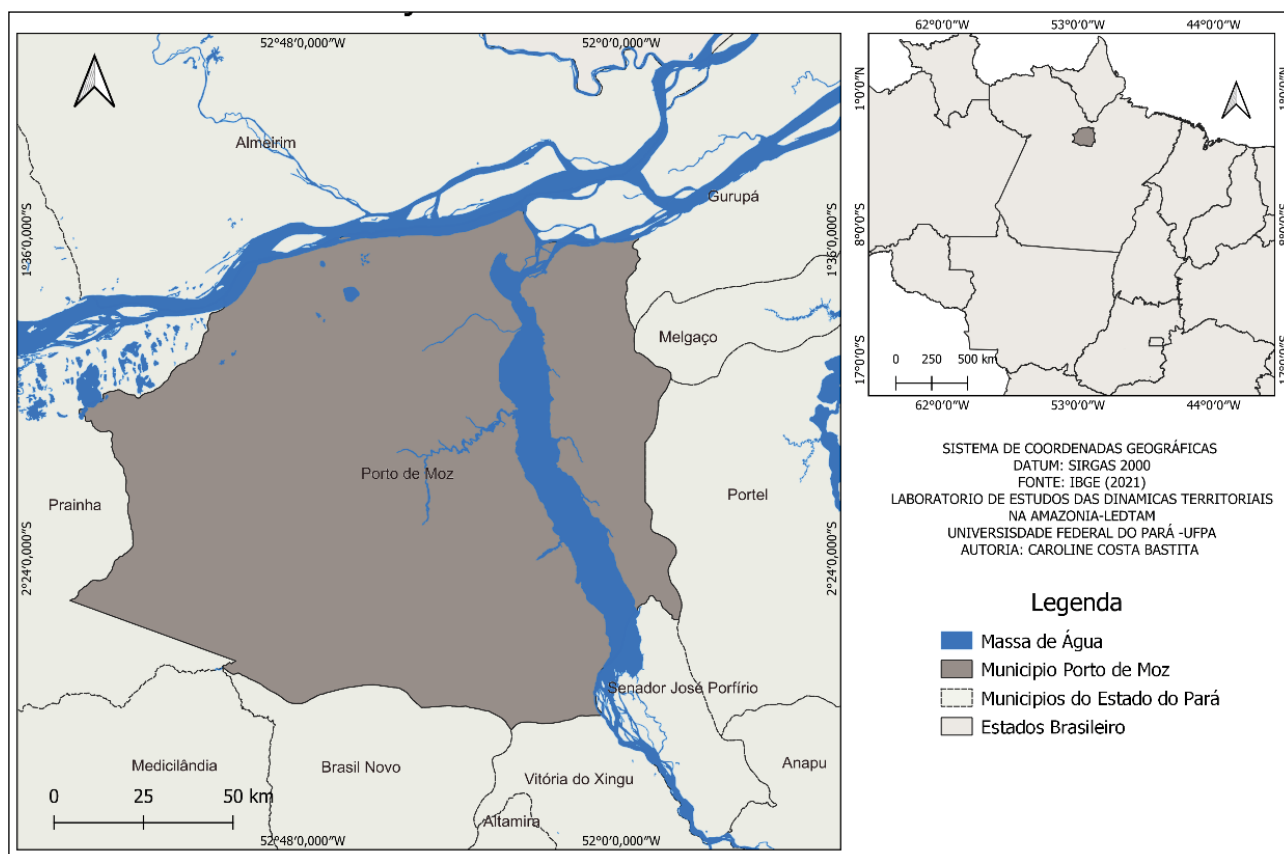 52°48'0,000"W
52°0'0,000"W
1°36'0,000"S
1°36'0,000"S
Almeirim
Gurupá
Melgaço
Porto de Moz
Prainha
Portel
2°24'0,000"S
2°24'0,000"S
Senador José Porfírio
Medicilândia
Brasil Novo
Vitória do Xingu
Anapu
Altamira
0
25
50 km
52°48'0,000"W
52°0'0,000"W
62°0'0"W
53°0'0"W
44°0'0"W
1°0'0"N
8°0'0"S
17°0'0"S
0
250
500 km
62°0'0"W
53°0'0"W
44°0'0"W
SISTEMA DE COORDENADAS GEOGRÁFICAS
DATUM: SIRGAS 2000
FONTE: IBGE (2021)
LABORATORIO DE ESTUDOS DAS DINAMICAS TERRITORIAIS
NA AMAZONIA-LEDTAM
UNIVERSISDADE FEDERAL DO PARÁ -UFPA
AUTORIA: CAROLINE COSTA BASTITA
Legenda
Massa de Água
Municipio Porto de Moz
Municipios do Estado do Pará
Estados Brasileiro